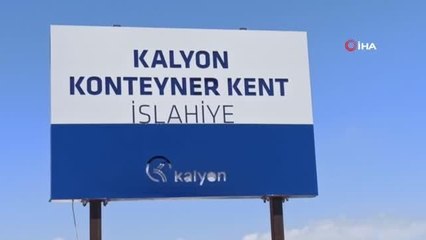 İHA
KALYON
KONTEYNER KENT
İSLAHİYE
kalyon